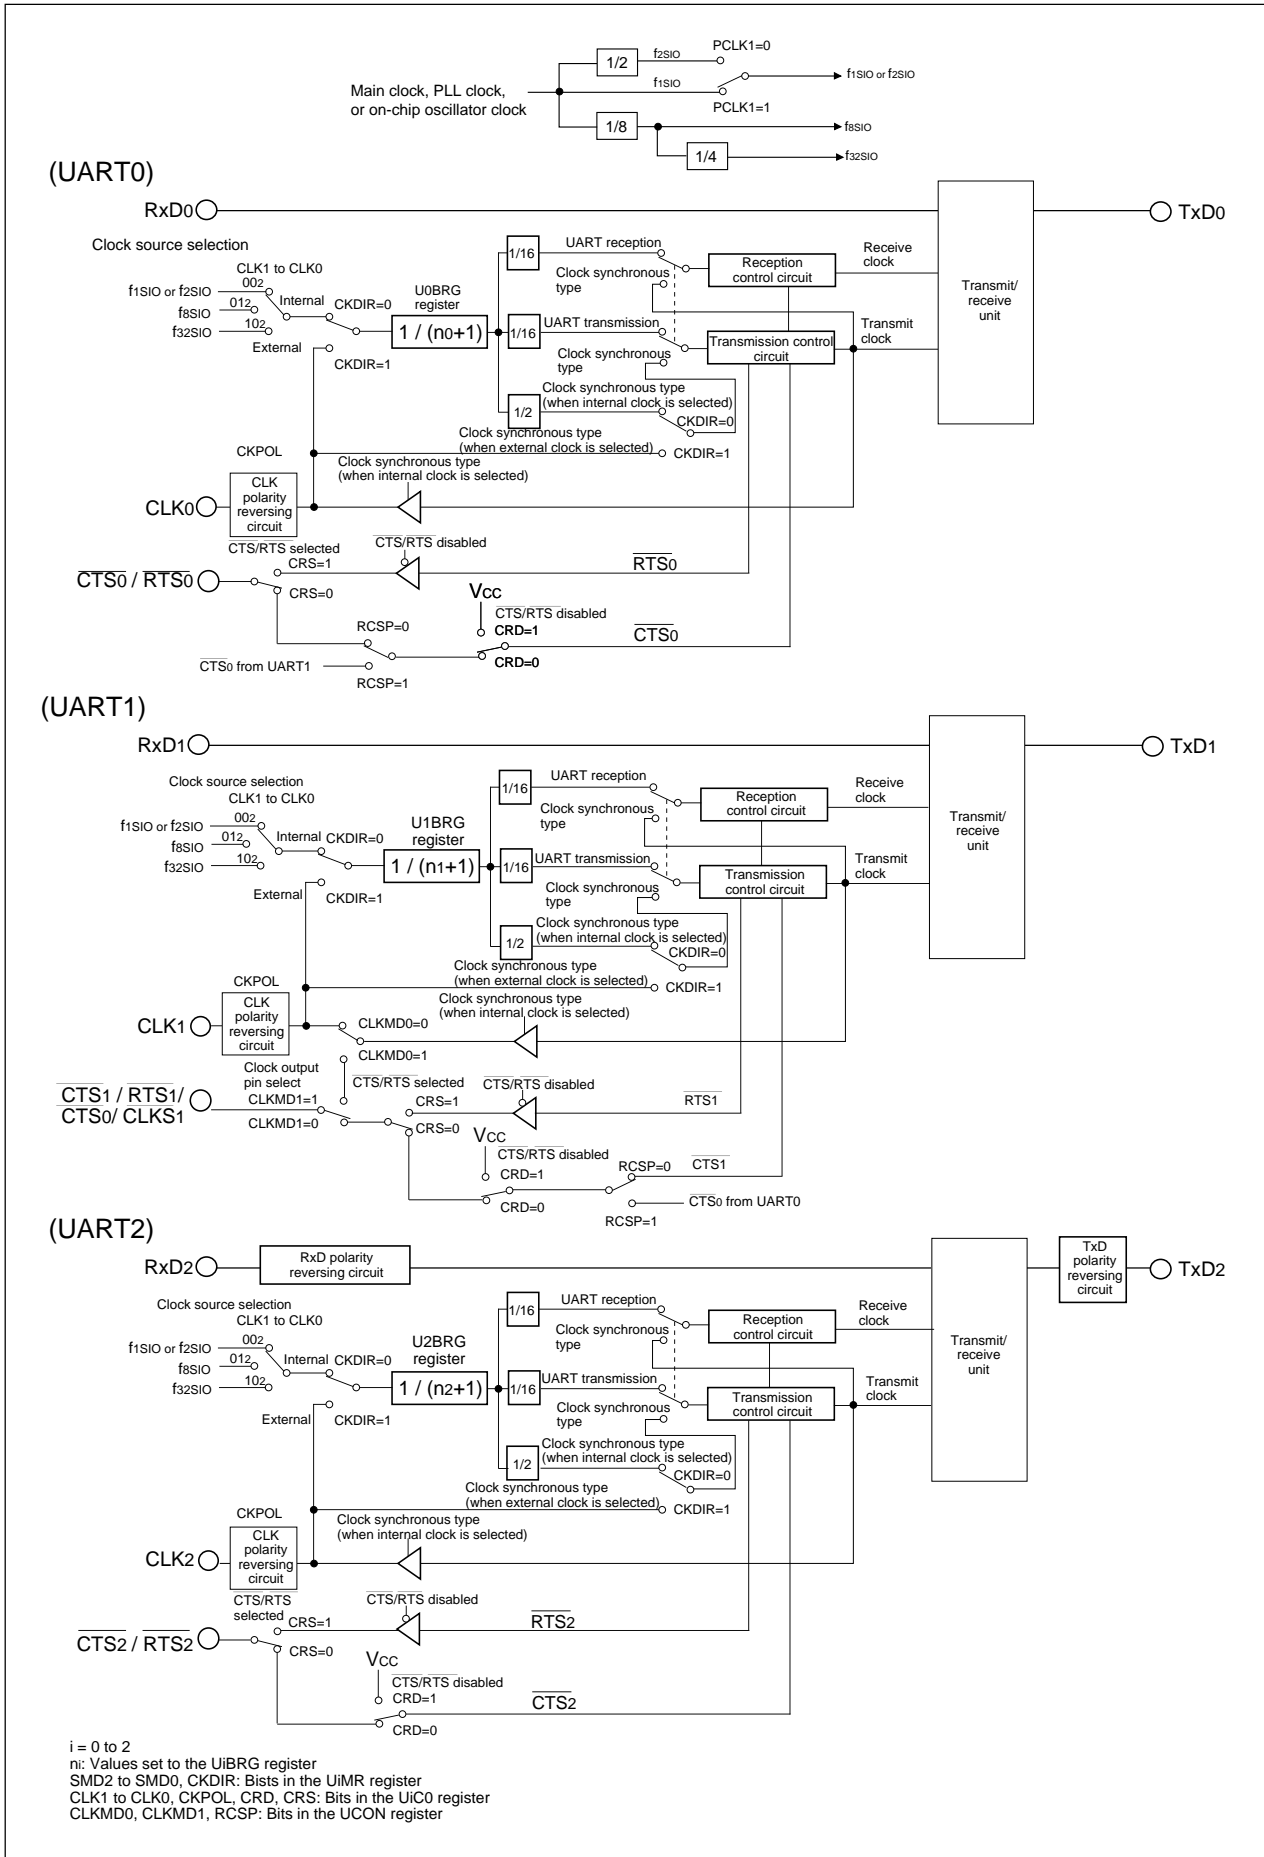 1/2
f2SIO
PCLK1=0
Main clock, PLL clock,
or on-chip oscillator clock
f1SIO
PCLK1=1
f1SIO or f2SIO
1/8
f8SIO
1/4
f32SIO
(UART0)
RxD0
TxD0
Clock source selection
CLK1 to CLK0
002
f1SIO or f2SIO
012
f8SIO
102
f32SIO
Internal
CKDIR=0
External
CKDIR=1
U0BRG
register
1 / (n0+1)
1/16
UART reception
Clock synchronous
type
Reception
control circuit
Receive
clock
1/16
UART transmission
Clock synchronous
type
Transmission control
circuit
Transmit
clock
Transmit/
receive
unit
1/2
Clock synchronous type
(when internal clock is selected)
CKDIR=0
Clock synchronous type
(when external clock is selected)
CKDIR=1
CKPOL
CLK0
CLK
polarity
reversing
circuit
Clock synchronous type
(when internal clock is selected)
CTS/RTS selected
CTS/RTS disabled
CTS0 / RTS0
CRS=1
CRS=0
RTS0
VCC
CTS/RTS disabled
CRD=1
CRD=0
CTS0
RCSP=0
CTS0 from UART1
RCSP=1
(UART1)
RxD1
TxD1
Clock source selection
CLK1 to CLK0
002
f1SIO or f2SIO
012
f8SIO
102
f32SIO
Internal
CKDIR=0
External
CKDIR=1
U1BRG
register
1 / (n1+1)
1/16
UART reception
Clock synchronous
type
Reception
control circuit
Receive
clock
1/16
UART transmission
Clock synchronous
type
Transmission
control circuit
Transmit
clock
Transmit/
receive
unit
1/2
Clock synchronous type
(when internal clock is selected)
CKDIR=0
Clock synchronous type
(when external clock is selected)
CKDIR=1
CKPOL
CLK1
CLK
polarity
reversing
circuit
Clock synchronous type
(when internal clock is selected)
CLKMD0=0
CLKMD0=1
Clock output
pin select
CTS/RTS selected
CTS/RTS disabled
CTS1 / RTS1/
CTS0/ CLKS1
CLKMD1=1
CLKMD1=0
CRS=1
CRS=0
RTS1
VCC
CTS/RTS disabled
CRD=1
CRD=0
RCSP=0
CTS1
CTS0 from UART0
RCSP=1
(UART2)
RxD2
RxD polarity
reversing circuit
TxD
polarity
reversing
circuit
TxD2
Clock source selection
CLK1 to CLK0
002
f1SIO or f2SIO
012
f8SIO
102
f32SIO
Internal
CKDIR=0
External
CKDIR=1
U2BRG
register
1 / (n2+1)
1/16
UART reception
Clock synchronous
type
Reception
control circuit
Receive
clock
1/16
UART transmission
Clock synchronous
type
Transmission
control circuit
Transmit
clock
Transmit/
receive
unit
1/2
Clock synchronous type
(when internal clock is selected)
CKDIR=0
Clock synchronous type
(when external clock is selected)
CKDIR=1
CKPOL
CLK2
CLK
polarity
reversing
circuit
Clock synchronous type
(when internal clock is selected)
CTS/RTS
selected
CTS/RTS disabled
CTS2 / RTS2
CRS=1
CRS=0
RTS2
VCC
CTS/RTS disabled
CRD=1
CRD=0
CTS2
i = 0 to 2
ni: Values set to the UiBRG register
SMD2 to SMD0, CKDIR: Bists in the UiMR register
CLK1 to CLK0, CKPOL, CRD, CRS: Bits in the UiC0 register
CLKMD0, CLKMD1, RCSP: Bits in the UCON register